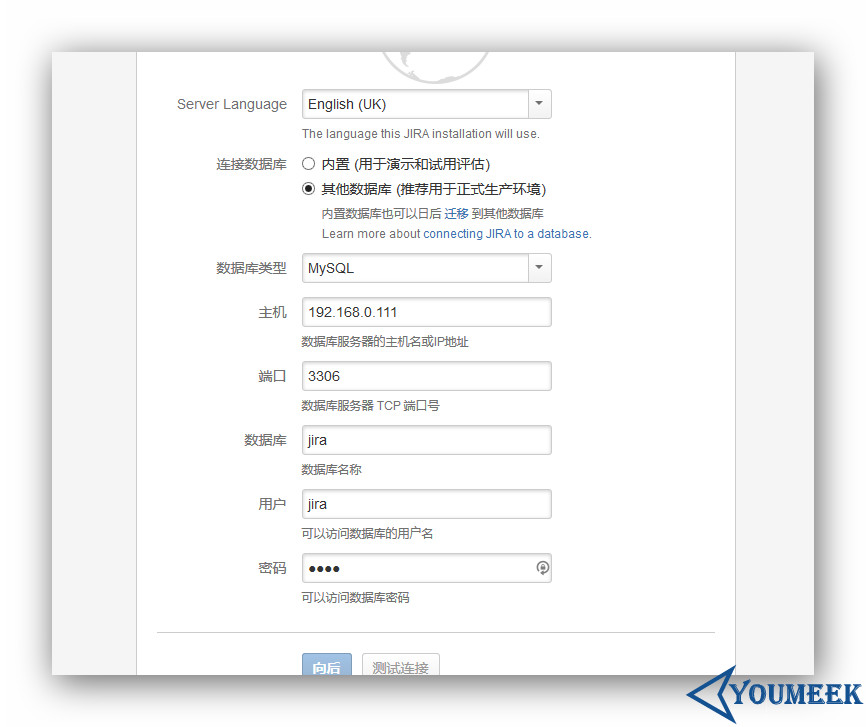 Server Language English (UK)
The language this JIRA installation will use.
连接数据库 内置 (用于演示和试用评估)
其他数据库 (推荐用于正式生产环境)
内置数据库也可以日后 迁移 到其他数据库
Learn more about connecting JIRA to a database.
数据库类型 MySQL
主机 192.168.0.111
数据库服务器的主机名或IP地址
端口 3306
数据库服务器 TCP 端口号
数据库 jira
数据库名称
用户 jira
可以访问数据库的用户名
密码 ●●●●
可以访问数据库密码
向后 测试连接
YOUMEEK